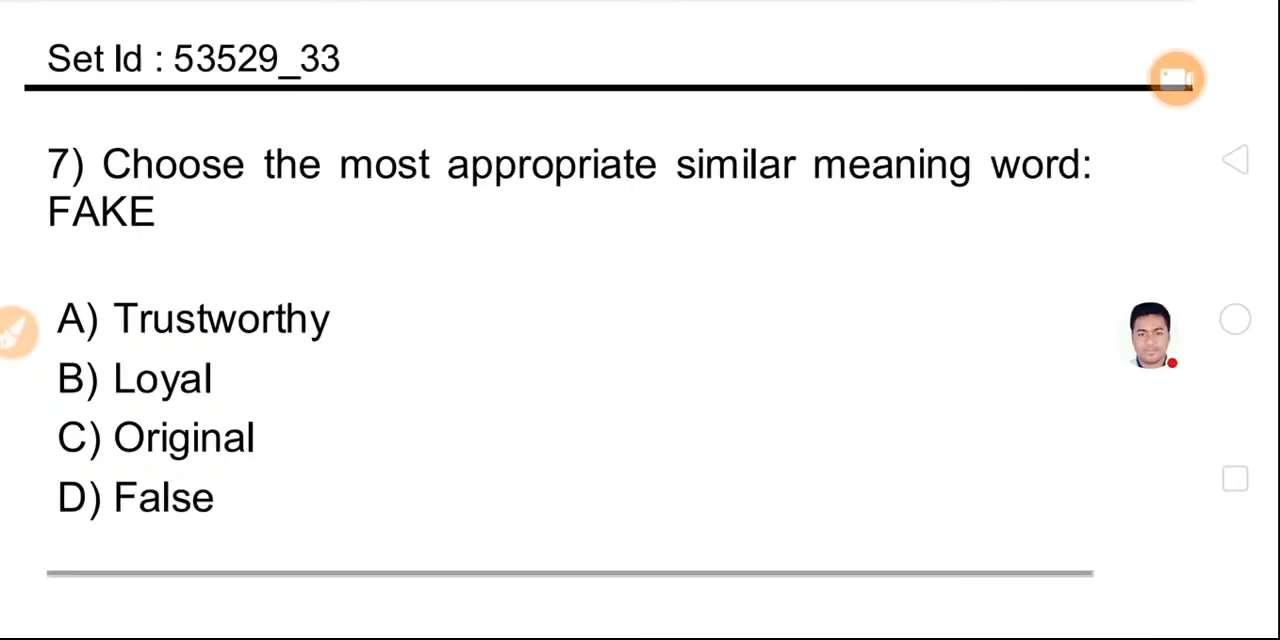 Set Id : 53529_33
7) Choose the most appropriate similar meaning word:
FAKE
A) Trustworthy
B) Loyal
C) Original
D) False